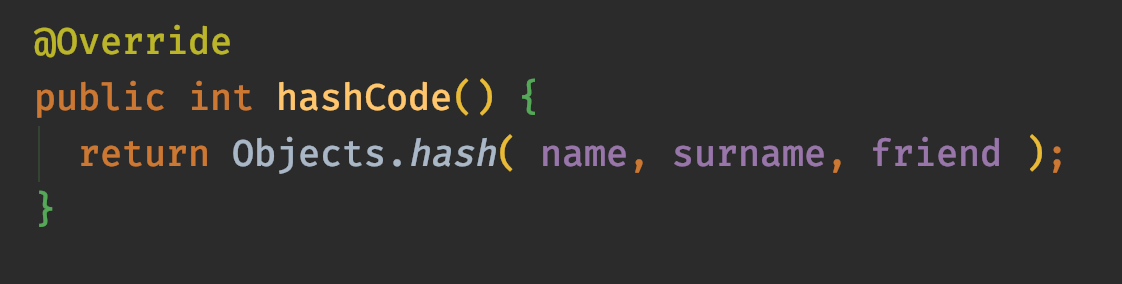 @Override
public int hashCode() {
return Objects.hash( name, surname, friend );
}